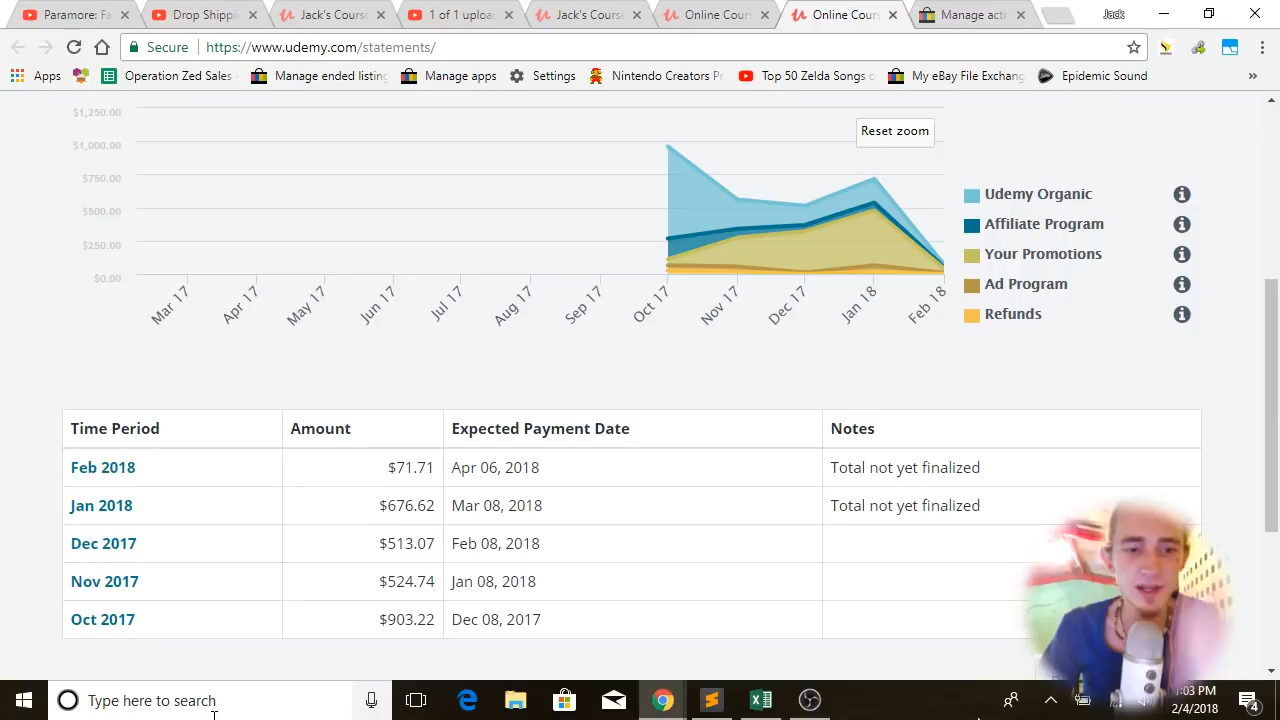 Paramore: Fa
Drop Ship
Jack's Cours
1 of 1 uploa
Jack's Cours
Online Cour
Online Cour
Manage acti
Jack
Secure
https://www.udemy.com/statements/
Apps
Operation Zed Sales
Manage added listing
Manage apps
Settings
Nintendo Creators P
Top 50 Zelda Songs o
My eBay File Exchang
Epidemic Sound
»
$1,250.00
$1,000.00
$750.00
$500.00
$250.00
$0.00
Reset zoom
Mar 17
Apr 17
May 17
Jun 17
Jul 17
Aug 17
Sep 17
Oct 17
Nov 17
Dec 17
Jan 18
Feb 18
Udemy Organic
Affiliate Program
Your Promotions
Ad Program
Refunds
Time Period Amount Expected Payment Date Notes
Feb 2018 $71.71 Apr 06, 2018 Total not yet finalized
Jan 2018 $676.62 Mar 08, 2018 Total not yet finalized
Dec 2017 $513.07 Feb 08, 2018
Nov 2017 $524.74 Jan 08, 2018
Oct 2017 $903.22 Dec 08, 2017
Type here to search
:03 PM
2/4/2018
4